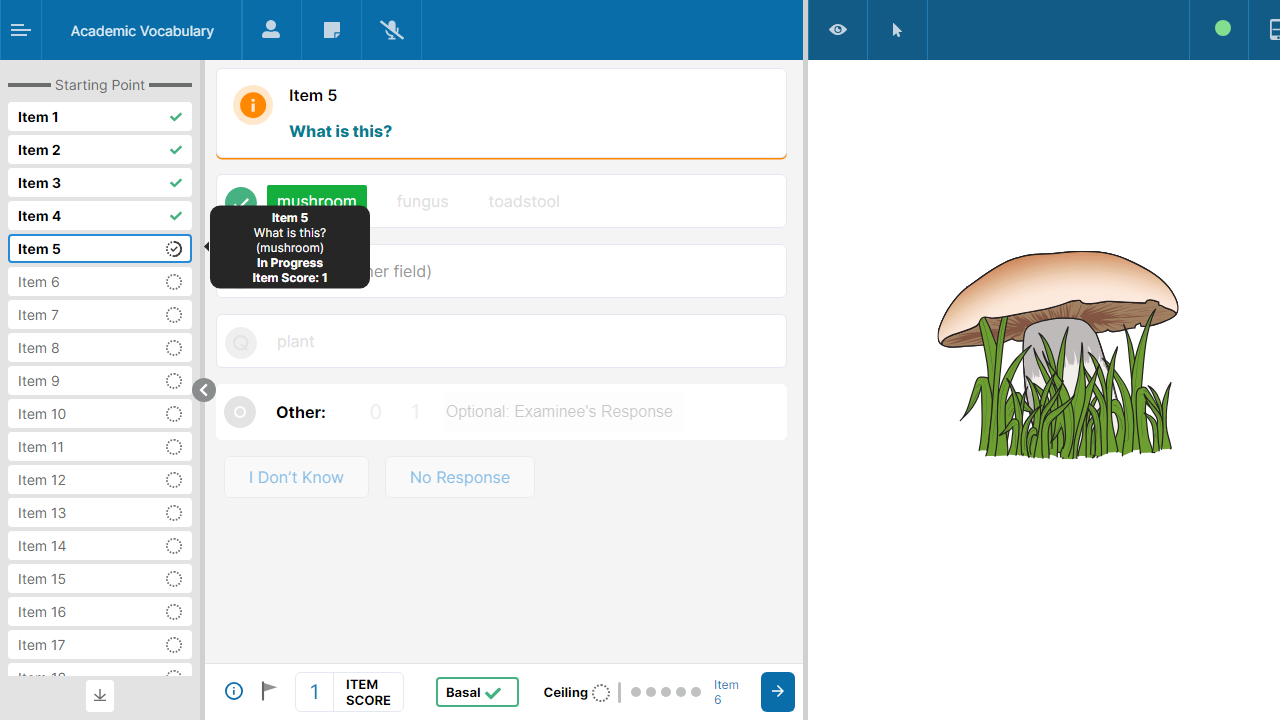 Academic Vocabulary
Starting Point
Item 1
Item 2
Item 3
Item 4
Item 5
Item 6
Item 7
Item 8
Item 9
Item 10
Item 11
Item 12
Item 13
Item 14
Item 15
Item 16
Item 17
Item 18
Item 5
What is this?
mushroom fungus toadstool
Item 5
What is this?
(mushroom)
In Progress
Item Score: 1
her field)
Q plant
Other: 0 1 Optional: Examinee's Response
I Don't Know No Response
1 ITEM
SCORE
Basal
Ceiling
Item
6